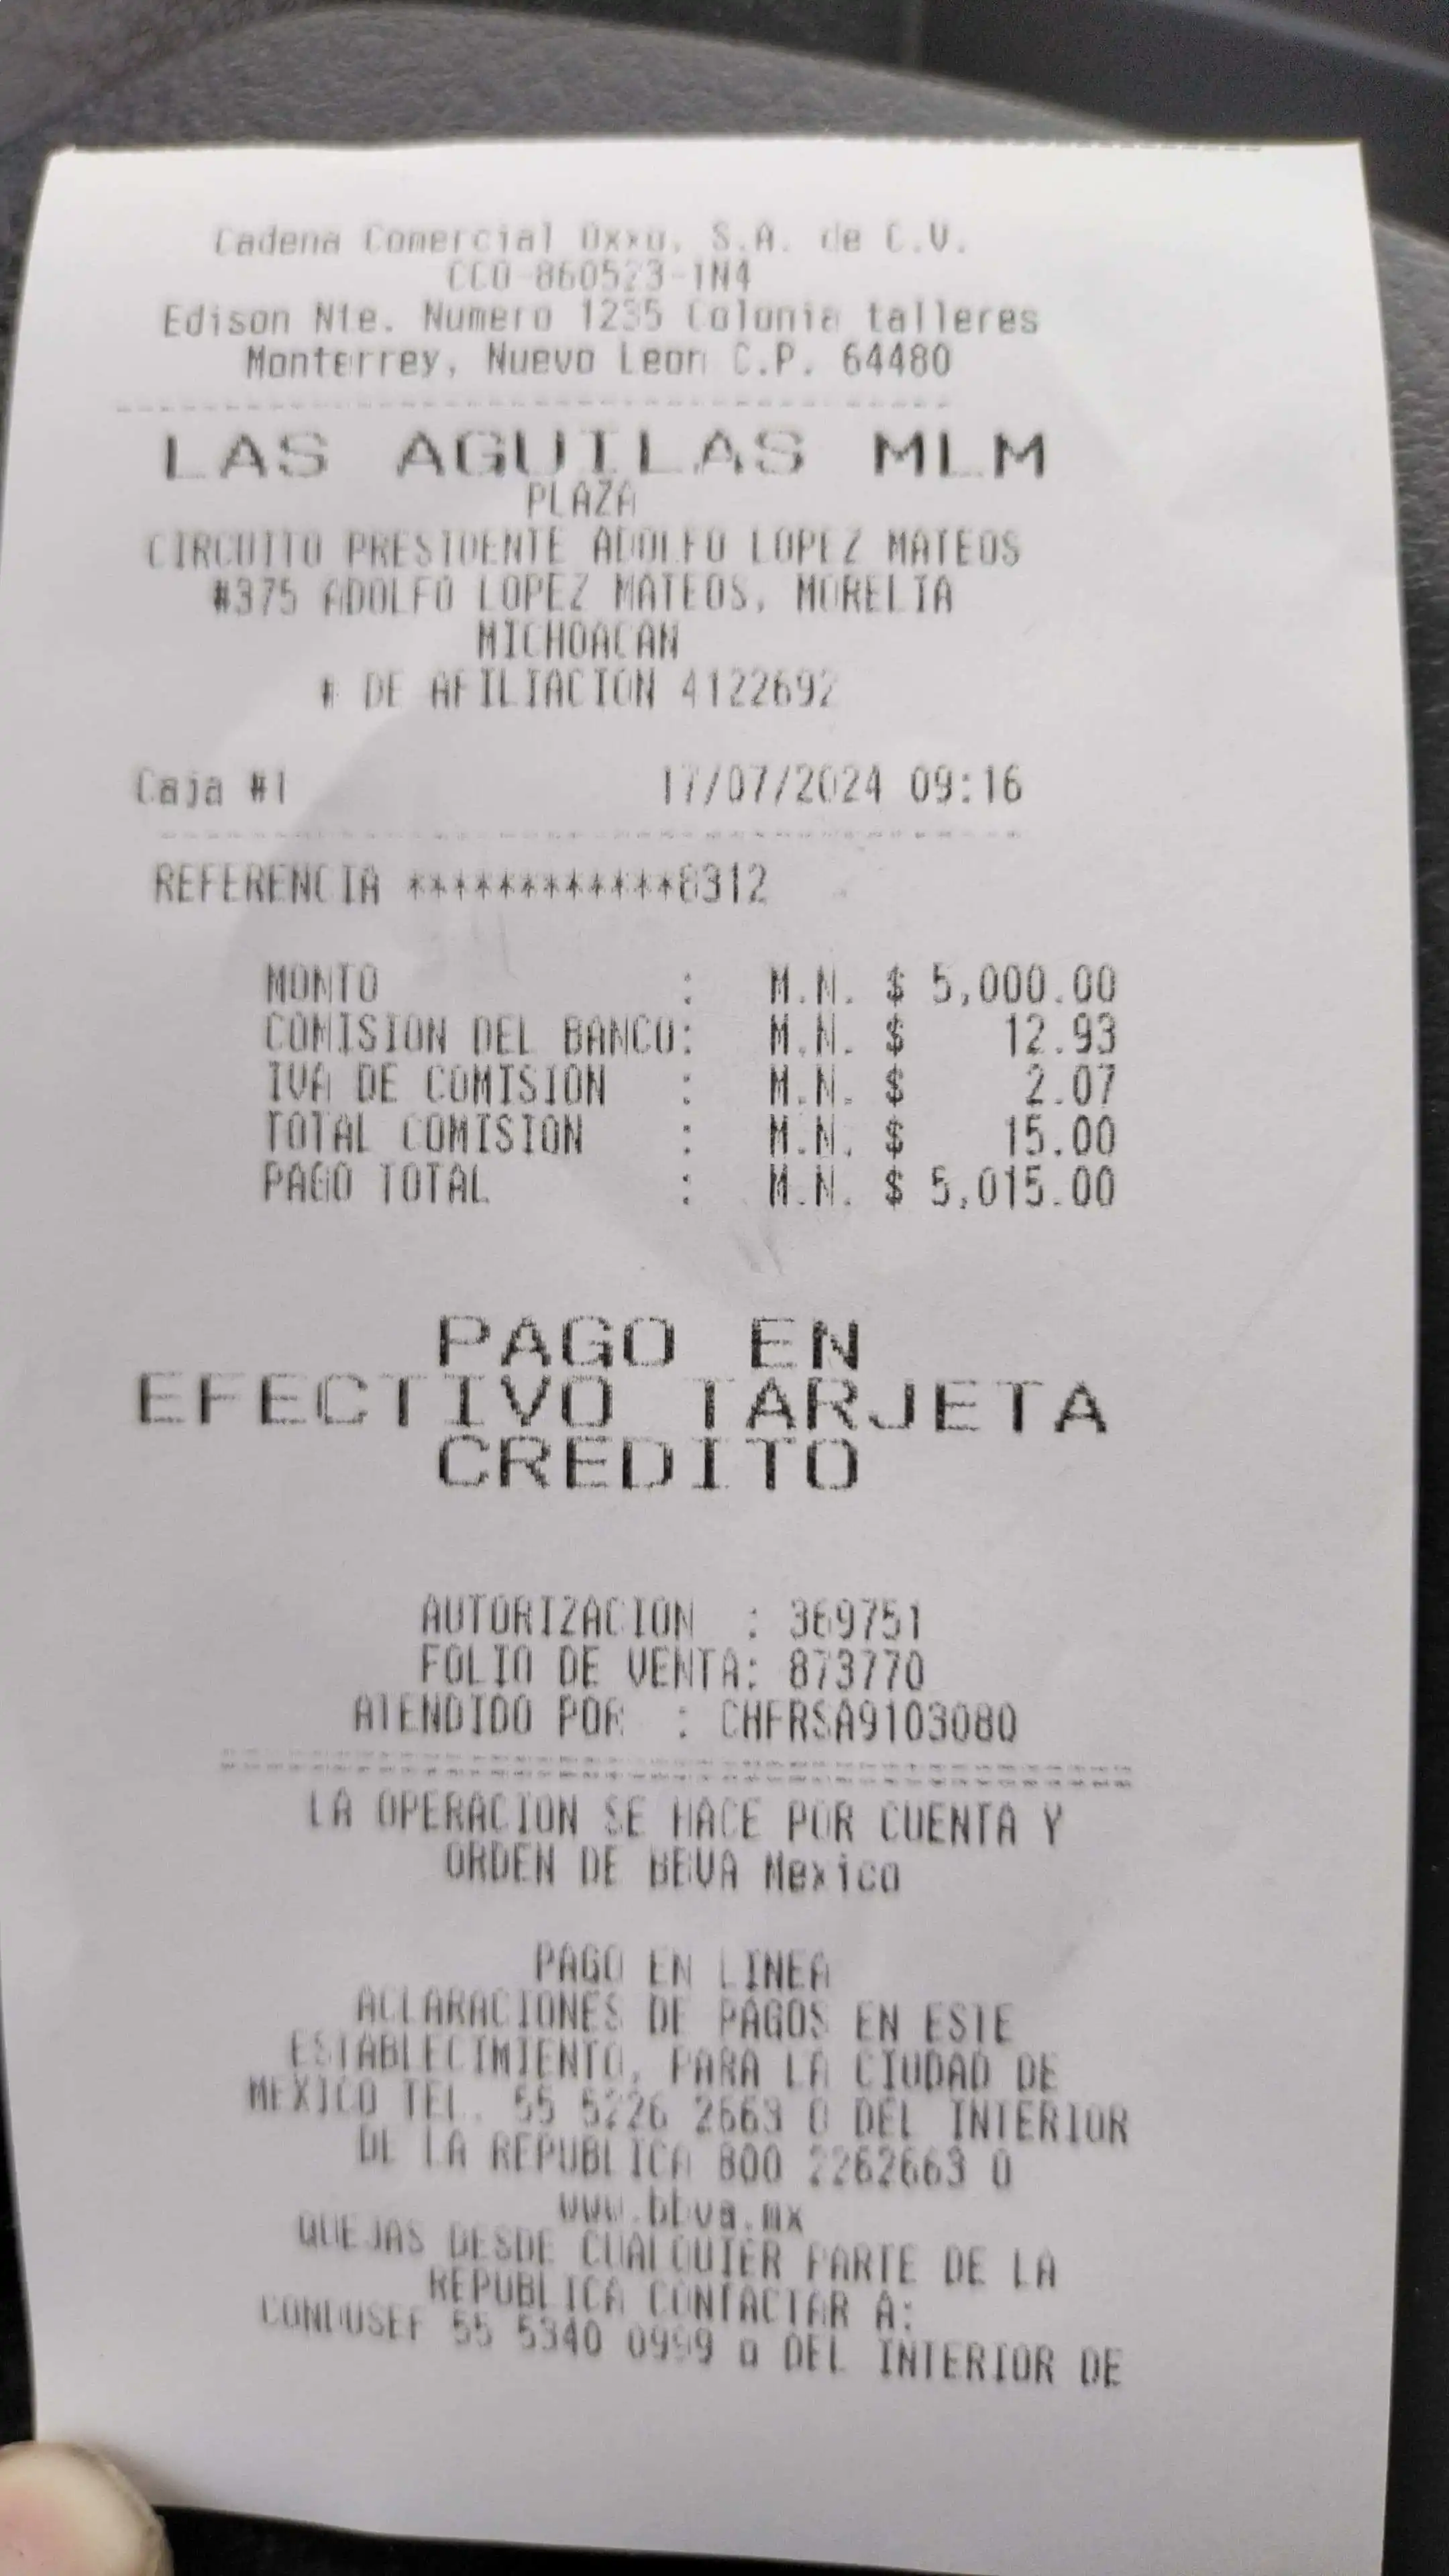 Cadena Comercial Oxxo, S.A. de C.V.
CCO-860523-1N4
Edison Nte. Numero 1235 Colonia talleres
Monterrey, Nuevo Leon C.P. 64480
LAS AGUILAS MLM
PLAZA
CIRCUITO PRESIDENTE ADOLFO LOPEZ MATEOS
#375 ADOLFO LOPEZ MATEOS, MORELIA
MICHOACAN
# DE AFILIACION 4122692
Caja #1 17/07/2024 09:16
REFERENCIA ************8312
MONTO : M.N. $ 5,000.00
COMISION DEL BANCO: M.N. $ 12.93
IVA DE COMISION : M.N. $ 2.07
TOTAL COMISION : M.N. $ 15.00
PAGO TOTAL : M.N. $ 5,015.00
PAGO EN
EFECTIVO TARJETA
CREDITO
AUTORIZACION : 369751
FOLIO DE VENTA: 873770
ATENDIDO POR : CHFRSA9103080
LA OPERACION SE HACE POR CUENTA Y
ORDEN DE BBVA Mexico
PAGO EN LINEA
ACLARACIONES DE PAGOS EN ESTE
ESTABLECIMIENTO, PARA LA CIUDAD DE
MEXICO TEL. 55 5226 2663 O DEL INTERIOR
DE LA REPUBLICA 800 2262663 O
www.bbva.mx
QUEJAS DESDE CUALQUIER PARTE DE LA
REPUBLICA CONTACTAR A:
CONDUSEF 55 5340 0999 o DEL INTERIOR DE